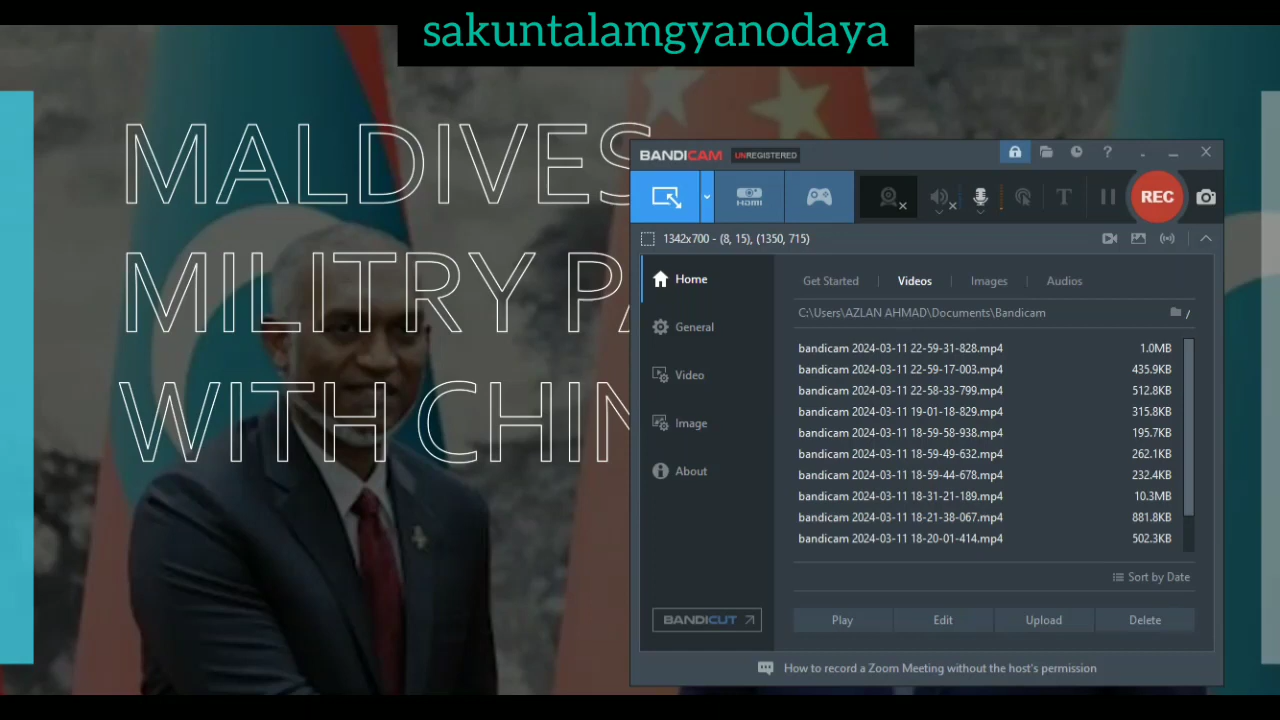 sakuntalamgyanodaya
MALDIVES
MILITRY PA
WITH CHIN
BANDICAM UNREGISTERED
?
HDMI
T
REC
1342x700 - (8, 15), (1350, 715)
Home
General
Video
Image
About
Get Started
Videos
Images
Audios
C:\Users\AZLAN AHMAD\Documents\Bandicam
/
bandicam 2024-03-11 22-59-31-828.mp4 1.0MB
bandicam 2024-03-11 22-59-17-003.mp4 435.9KB
bandicam 2024-03-11 22-58-33-799.mp4 512.8KB
bandicam 2024-03-11 19-01-18-829.mp4 315.8KB
bandicam 2024-03-11 18-59-58-938.mp4 195.7KB
bandicam 2024-03-11 18-59-49-632.mp4 262.1KB
bandicam 2024-03-11 18-59-44-678.mp4 232.4KB
bandicam 2024-03-11 18-31-21-189.mp4 10.3MB
bandicam 2024-03-11 18-21-38-067.mp4 881.8KB
bandicam 2024-03-11 18-20-01-414.mp4 502.3KB
Sort by Date
BANDICUT
Play
Edit
Upload
Delete
How to record a Zoom Meeting without the host's permission